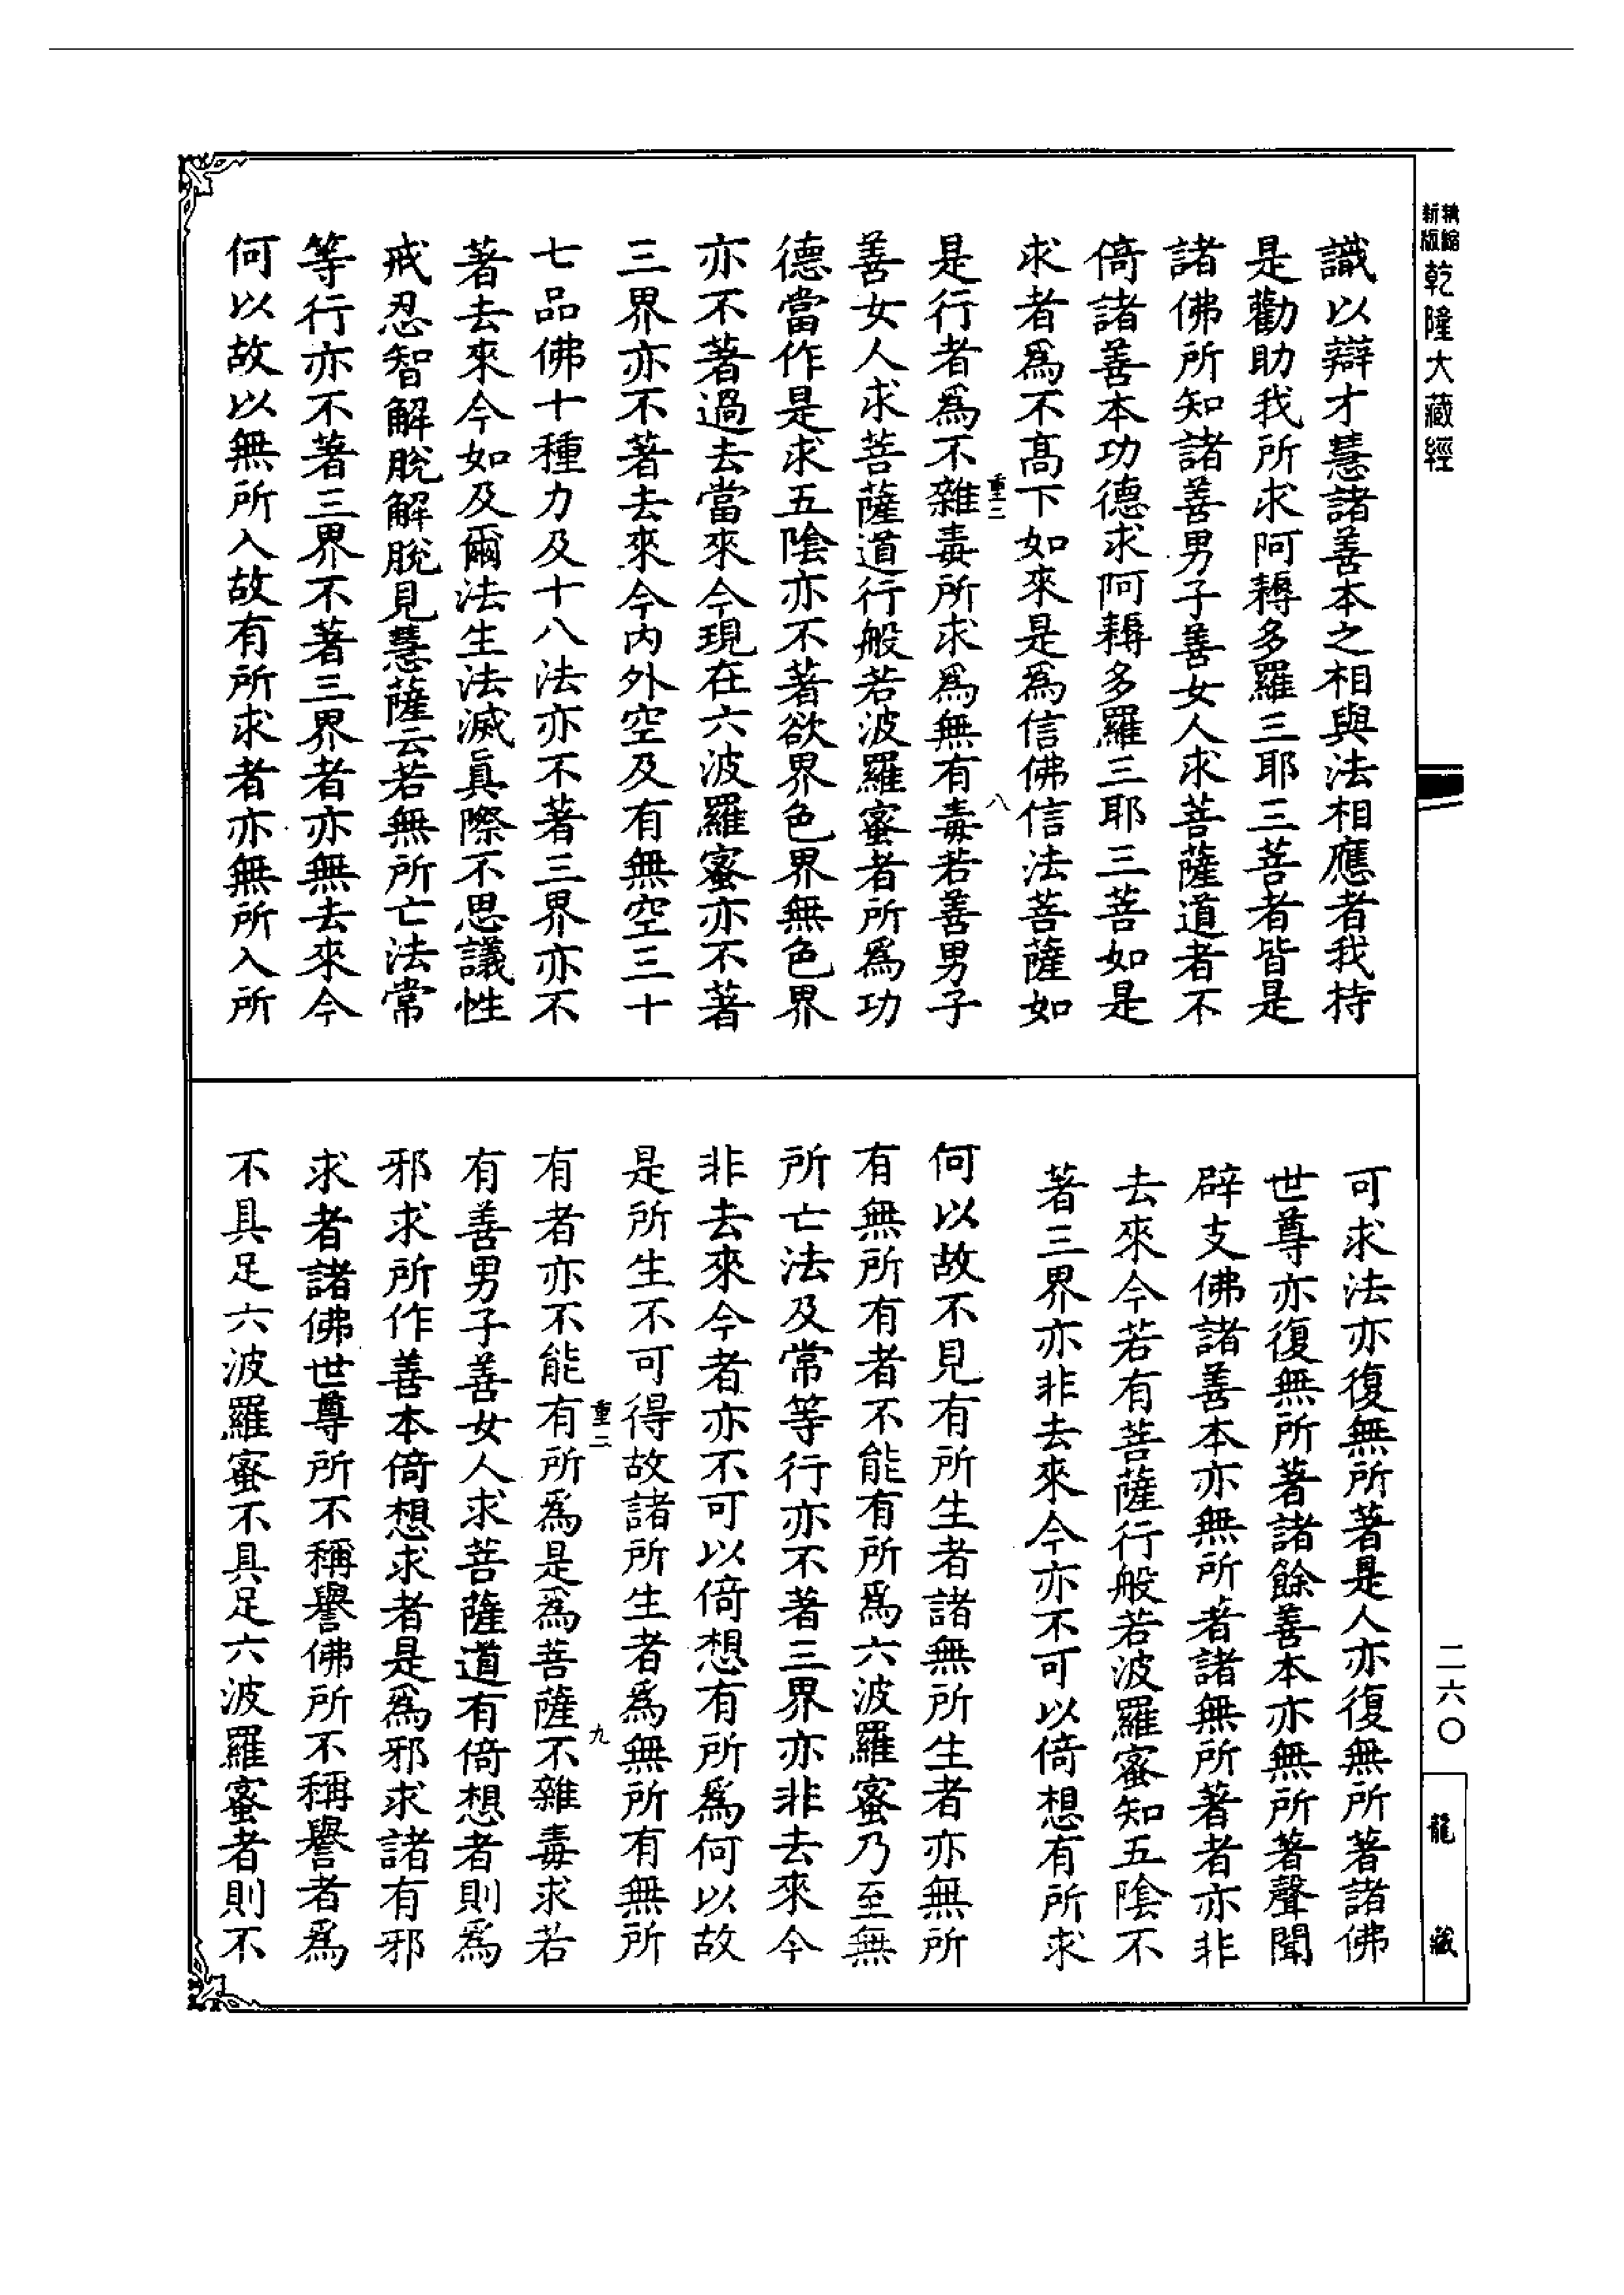 新版精縮乾隆大藏經
識以辯才慧諸善本之相與法相應者我持
是勸助我所求阿耨多羅三耶三菩者皆是
諸佛所知諸善男子善女人求菩薩道者不
倚諸善本功德求阿耨多羅三耶三菩如是
求者爲不高下如來是爲信佛信法菩薩如
重三
八
是行者爲不雜毒所求爲無有毒若善男子
善女人求菩薩道行般若波羅蜜者所爲功
德當作是求五陰亦不著欲界色界無色界
亦不著過去當來今現在六波羅蜜亦不著
三界亦不著去來今內外空及有無空三十
七品佛十種力及十八法亦不著三界亦不
著去來今如及爾法生法滅真際不思議性
戒忍智解脫解脫見慧薩云若無所亡法常
等行亦不著三界不著三界者亦無去來今
何以故以無所入故有所求者亦無所入所
可求法亦復無所著是人亦復無所著諸佛
世尊亦復無所著諸餘善本亦無所著聲聞
辟支佛諸善本亦無所著諸無所著者亦非
去來今若有菩薩行般若波羅蜜知五陰不
著三界亦非去來今亦不可以倚想有所求
何以故不見有所生者諸無所生者亦無所
有無所有者不能有所爲六波羅蜜乃至無
所亡法及常等行亦不著三界亦非去來今
非去來今者亦不可以倚想有所爲何以故
是所生不可得故諸所生者爲無所有無所
重二
九
有者亦不能有所爲是爲菩薩不雜毒求若
有善男子善女人求菩薩道有倚想者則爲
邪求所作善本倚想求者是爲邪求諸有邪
求者諸佛世尊所不稱譽佛所不稱譽者爲
不具足六波羅蜜不具足六波羅蜜者則不
二六〇
龍藏